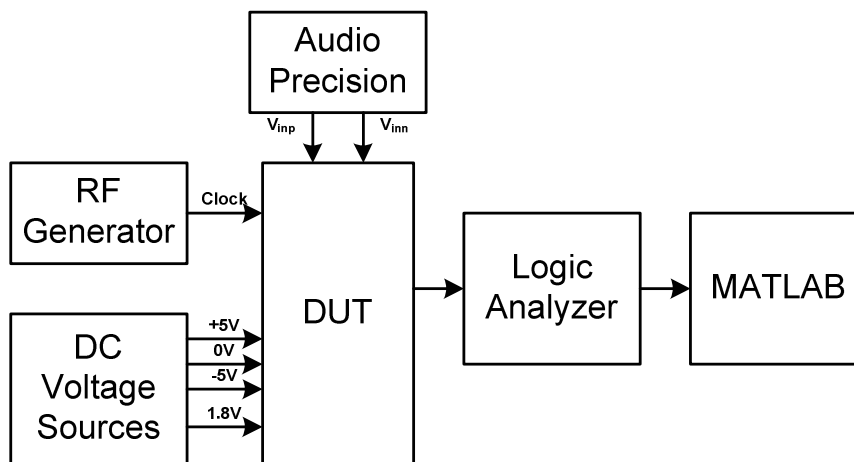 Audio
Precision
Vinp
Vinn
RF
Generator
Clock
DUT
Logic
Analyzer
MATLAB
DC
Voltage
Sources
+5V
0V
-5V
1.8V